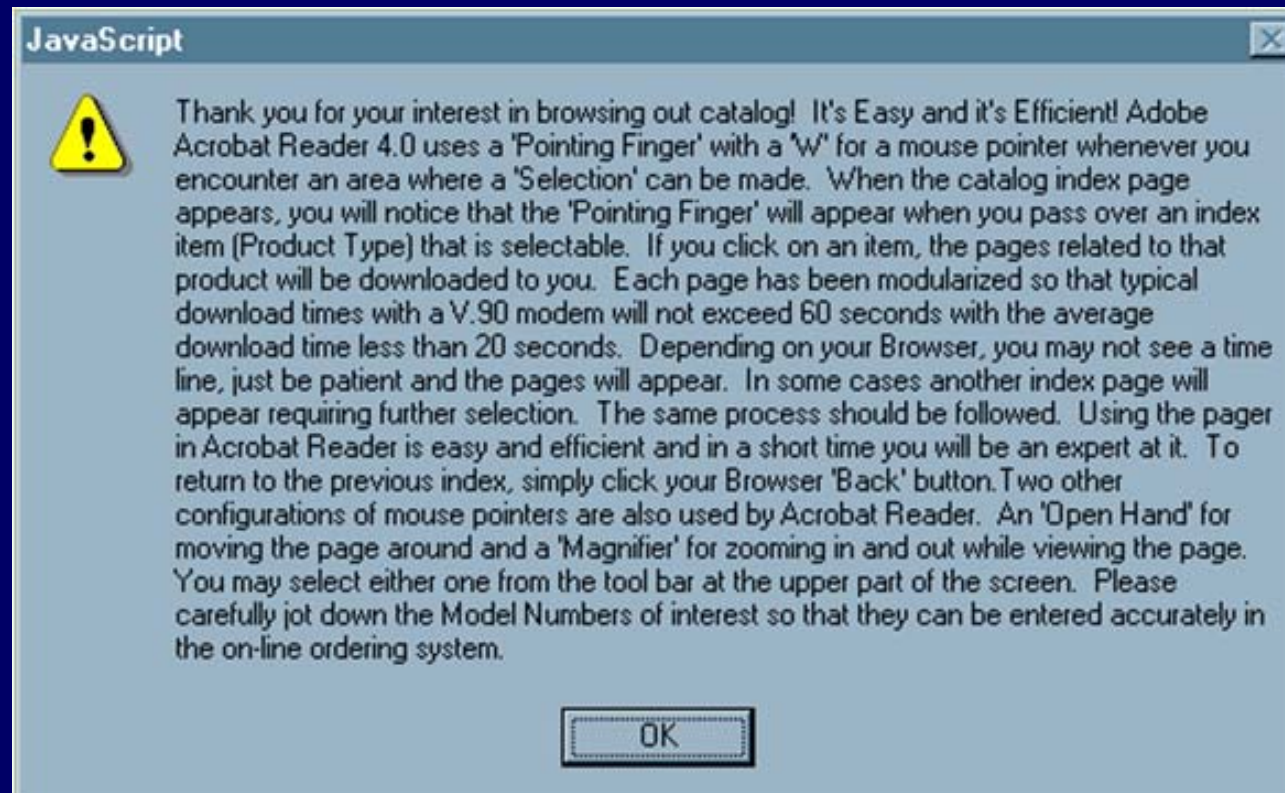 JavaScript
Thank you for your interest in browsing out catalog!  It's Easy and it's Efficient! Adobe
Acrobat Reader 4.0 uses a 'Pointing Finger' with a 'W' for a mouse pointer whenever you
encounter an area where a 'Selection' can be made.  When the catalog index page
appears, you will notice that the 'Pointing Finger' will appear when you pass over an index
item (Product Type) that is selectable.  If you click on an item, the pages related to that
product will be downloaded to you.  Each page has been modularized so that typical
download times with a V.90 modem will not exceed 60 seconds with the average
download time less than 20 seconds.  Depending on your Browser, you may not see a time
line, just be patient and the pages will appear.  In some cases another index page will
appear requiring further selection.  The same process should be followed.  Using the pager
in Acrobat Reader is easy and efficient and in a short time you will be an expert at it.  To
return to the previous index, simply click your Browser 'Back' button.Two other
configurations of mouse pointers are also used by Acrobat Reader.  An 'Open Hand' for
moving the page around and a 'Magnifier' for zooming in and out while viewing the page.
You may select either one from the tool bar at the upper part of the screen.  Please
carefully jot down the Model Numbers of interest so that they can be entered accurately in
the on-line ordering system.
OK